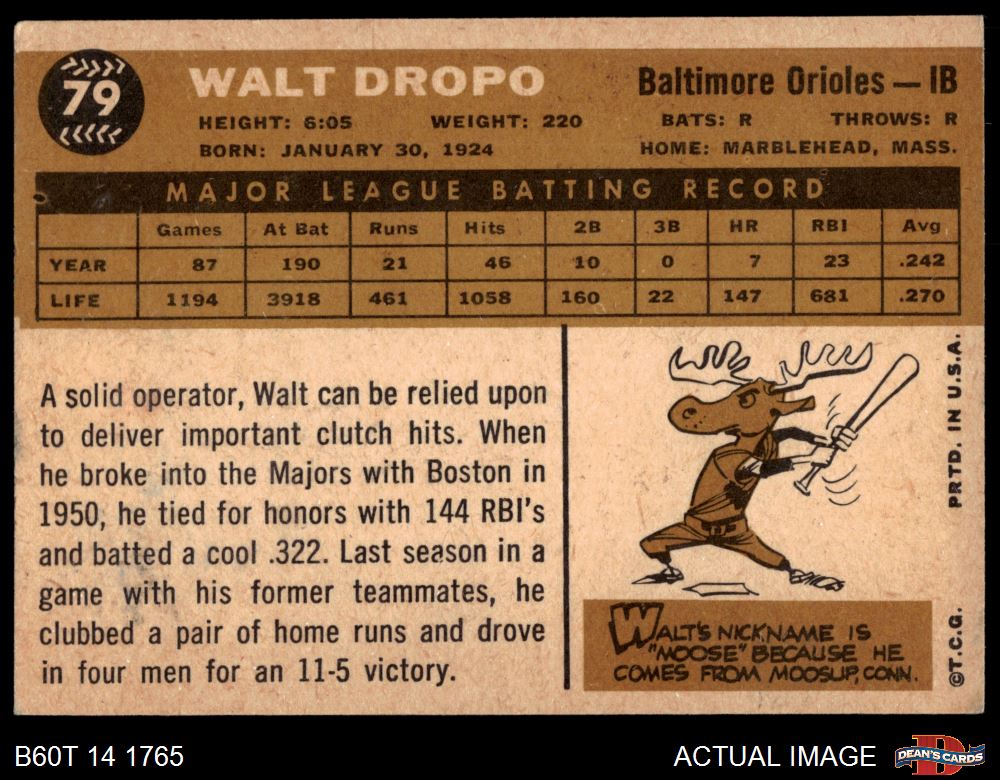 79
WALT DROPO
Baltimore Orioles — 1B
HEIGHT: 6:05 WEIGHT: 220 BATS: R THROWS: R
BORN: JANUARY 30, 1924 HOME: MARBLEHEAD, MASS.
MAJOR LEAGUE BATTING RECORD
Games At Bat Runs Hits 2B 3B HR RBI Avg
YEAR 87 190 21 46 10 0 7 23 .242
LIFE 1194 3918 461 1058 160 22 147 681 .270
A solid operator, Walt can be relied upon
to deliver important clutch hits. When
he broke into the Majors with Boston in
1950, he tied for honors with 144 RBI's
and batted a cool .322. Last season in a
game with his former teammates, he
clubbed a pair of home runs and drove
in four men for an 11-5 victory.
WALT'S NICKNAME IS
"MOOSE" BECAUSE HE
COMES FROM MOOSUP, CONN.
©T.C.G. PRTD. IN U.S.A.
B60T 14 1765
ACTUAL IMAGE
D
DEAN'S CARDS